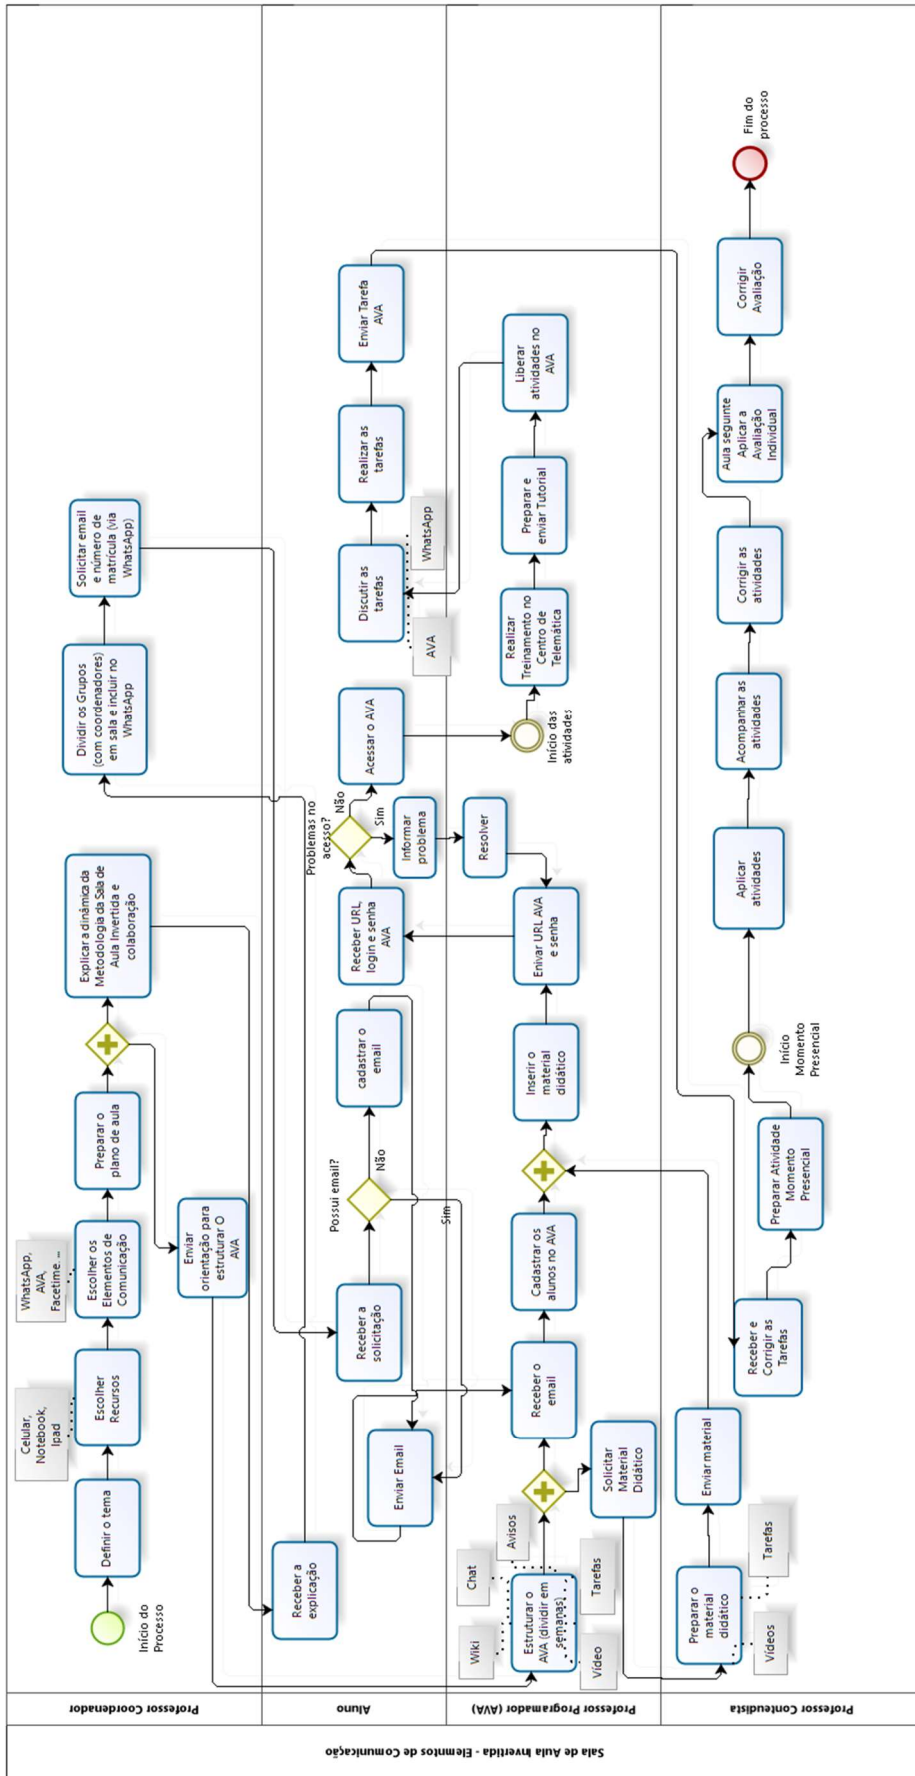 Sala de Aula Invertida - Elemntos de Comunicação
Professor Coordenador
Início do
Processo
Definir o tema
Celular,
Notebook,
Ipad
Escolher
Recursos
WhatsApp,
AVA,
Facetime. ...
Escolher os
Elementos de
Comunicação
Preparar o
plano de aula
Enviar
orientação para
estruturar O
AVA
Explicar a dinâmica da
Metodologia da Sala de
Aula Invertida e
colaboração
Dividir os Grupos
(com coordenadores)
em sala e incluir no
WhatsApp
Solicitar email
e número de
matrícula (via
WhatsApp)
Aluno
Receber a
explicação
Enviar Email
Receber a
solicitação
Possui email?
Não
Sim
cadastrar o
email
Receber URL,
login e senha
AVA
Problemas no
acesso?
Não
Sim
Informar
problema
Acessar o AVA
Discutir as
tarefas
AVA
WhatsApp
Realizar as
tarefas
Enviar Tarefa
AVA
Professor Programador (AVA)
Wiki
Chat
Avisos
Estruturar o
AVA (dividir em
semanas)
Vídeo
Tarefas
Solicitar
Material
Didático
Receber o
email
Cadastrar os
alunos no AVA
Inserir o
material
didático
Enivar URL AVA
e senha
Resolver
Início das
atividades
Realizar
Treinamento no
Centro de
Telemática
Preparar e
enviar Tutorial
Liberar
atividades no
AVA
Professor Conteudista
Preparar o
material
didático
Vídeos
Tarefas
Enviar material
Receber e
Corrigir as
Tarefas
Preparar Atividade
Momento
Presencial
Início
Momento
Presencial
Aplicar
atividades
Acompanhar as
atividades
Corrigir as
atividades
Aula seguinte
Aplicar a
Avaliação
Individual
Corrigir
Avaliação
Fim do
processo